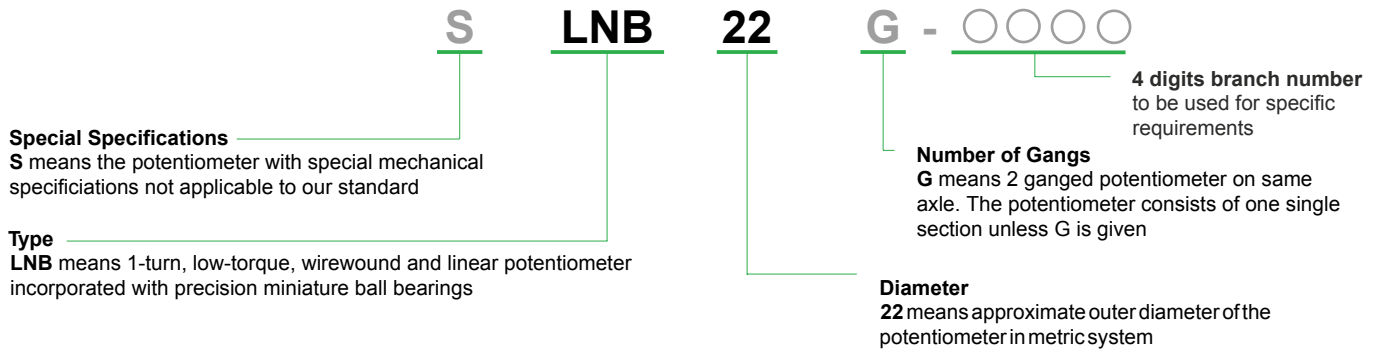 S LNB 22 G - ○○○○
4 digits branch number
to be used for specific
requirements
Special Specifications
S means the potentiometer with special mechanical
specificiations not applicable to our standard
Number of Gangs
G means 2 ganged potentiometer on same
axle. The potentiometer consists of one single
section unless G is given
Type
LNB means 1-turn, low-torque, wirewound and linear potentiometer
incorporated with precision miniature ball bearings
Diameter
22 means approximate outer diameter of the
potentiometer in metric system